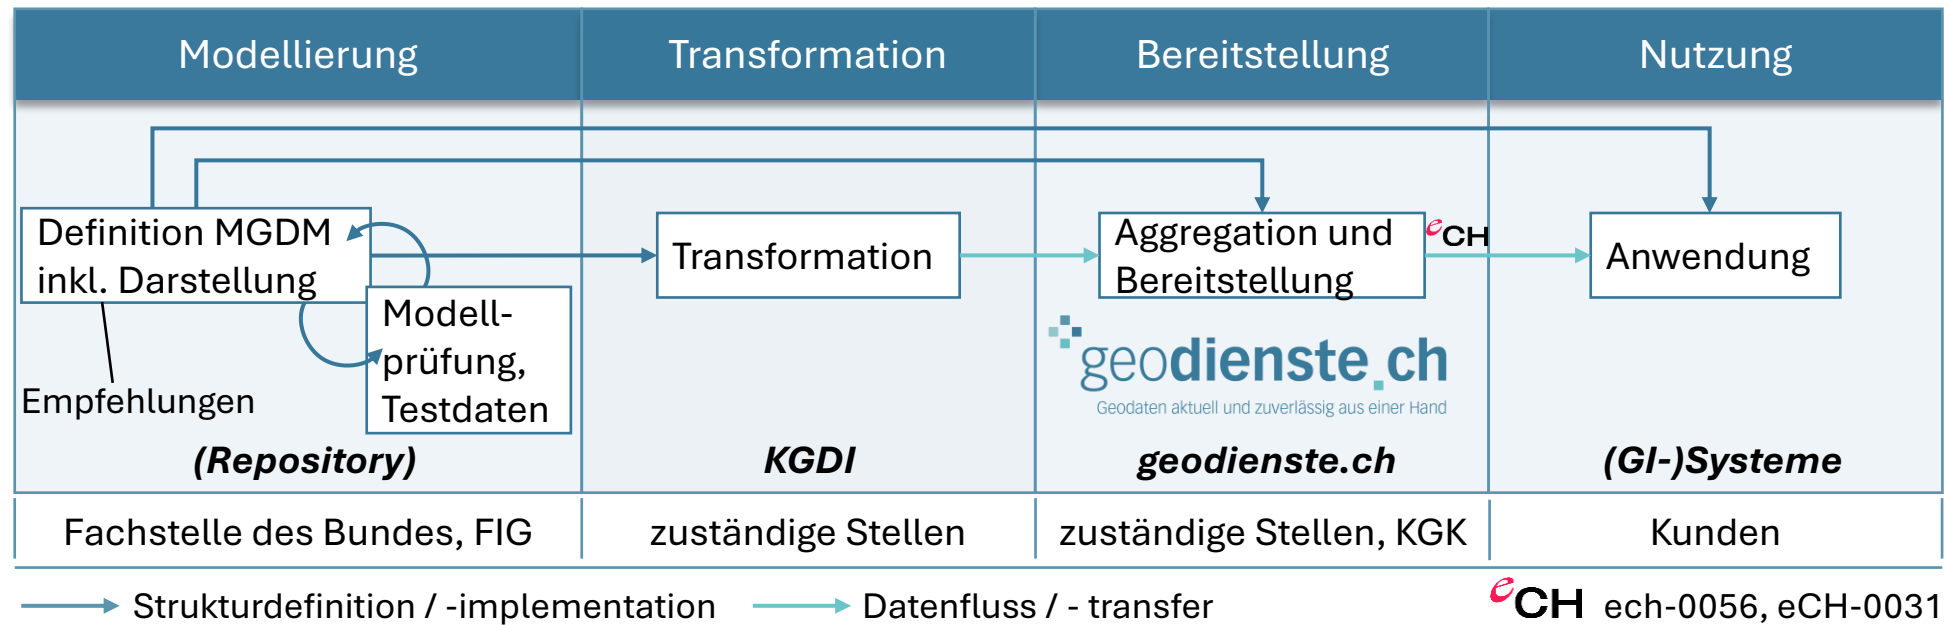 Modellierung
Transformation
Bereitstellung
Nutzung
Definition MGDM
inkl. Darstellung
Modell-
prüfung,
Testdaten
Empfehlungen
(Repository)
Transformation
KGDI
Aggregation und
Bereitstellung
eCH
geodienste.ch
Geodaten aktuell und zuverlässig aus einer Hand
geodienste.ch
Anwendung
(GI-)Systeme
Fachstelle des Bundes, FIG
zuständige Stellen
zuständige Stellen, KGK
Kunden
Strukturdefinition / -implementation
Datenfluss / - transfer
eCH ech-0056, eCH-0031